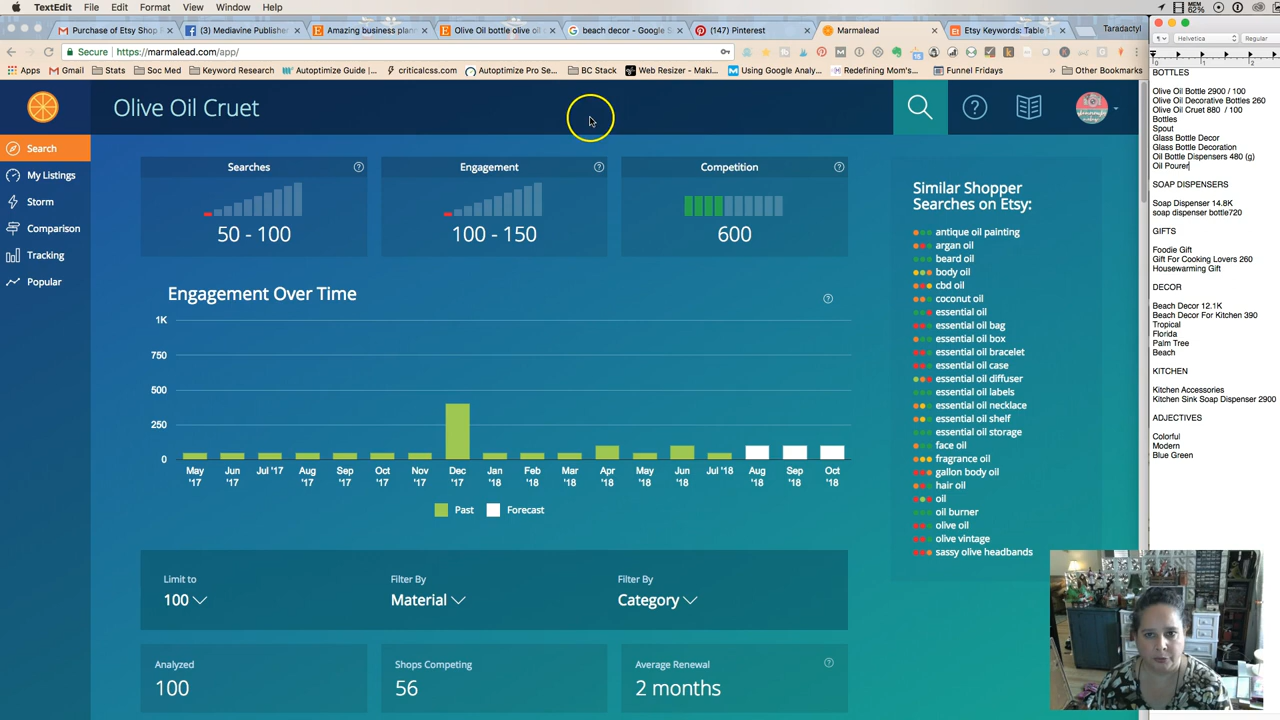 TextEdit File Edit Format View Window Help
MEM 62%
Purchase of Etsy Shop
(3) Mediavine Publisher
Amazing business plan
Olive Oil bottle olive oil
beach decor - Google S
(147) Pinterest
Marmalead
Etsy Keywords: Table
Taradactyl
Secure https://marmalead.com/app/
Apps Gmail Stats Soc Med Keyword Research Autoptimize Guide |... criticalcss.com Autoptimize Pro Se... BC Stack Web Resizer - Maki... Using Google Analy... Redefining Mom's... Funnel Fridays Other Bookmarks
Helvetica Regular
0 1 2
Olive Oil Cruet
Search
My Listings
Storm
Comparison
Tracking
Popular
Searches
50 - 100
Engagement
100 - 150
Competition
600
Engagement Over Time
1K
750
500
250
0
May '17 Jun '17 Jul '17 Aug '17 Sep '17 Oct '17 Nov '17 Dec '17 Jan '18 Feb '18 Mar '18 Apr '18 May '18 Jun '18 Jul '18 Aug '18 Sep '18 Oct '18
Past Forecast
Limit to
100
Filter By
Material
Filter By
Category
Analyzed
100
Shops Competing
56
Average Renewal
2 months
Similar Shopper
Searches on Etsy:
antique oil painting
argan oil
beard oil
body oil
cbd oil
coconut oil
essential oil
essential oil bag
essential oil box
essential oil bracelet
essential oil case
essential oil diffuser
essential oil labels
essential oil necklace
essential oil shelf
essential oil storage
face oil
fragrance oil
gallon body oil
hair oil
oil
oil burner
olive oil
olive vintage
sassy olive headbands
BOTTLES
Olive Oil Bottle 2900 / 100
Olive Oil Decorative Bottles 260
Olive Oil Cruet 880 / 100
Bottles
Spout
Glass Bottle Decor
Glass Bottle Decoration
Oil Bottle Dispensers 480 (g)
Oil Pourer
SOAP DISPENSERS
Soap Dispenser 14.8K
soap dispenser bottle720
GIFTS
Foodie Gift
Gift For Cooking Lovers 260
Housewarming Gift
DECOR
Beach Decor 12.1K
Beach Decor For Kitchen 390
Tropical
Florida
Palm Tree
Beach
KITCHEN
Kitchen Accessories
Kitchen Sink Soap Dispenser 2900
ADJECTIVES
Colorful
Modern
Blue Green